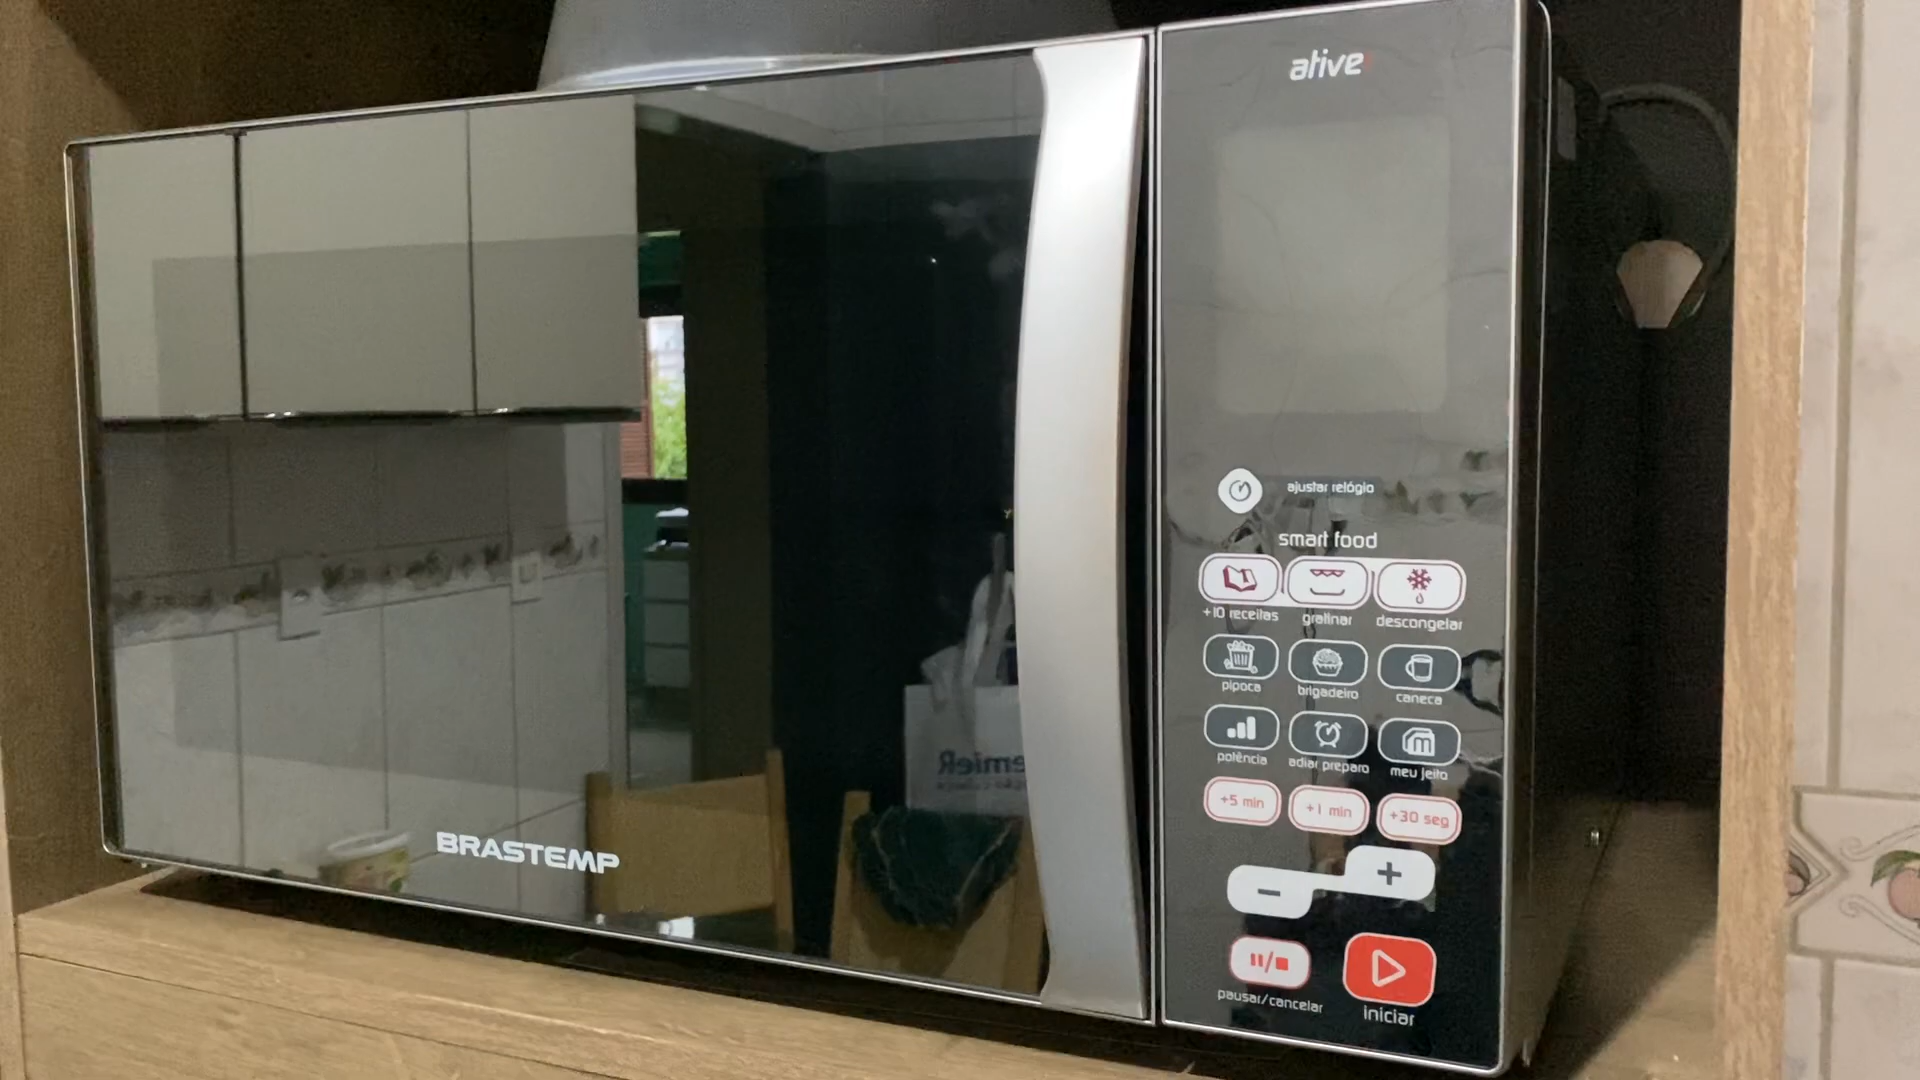 ative!
ajustar relógio
smart food
+10 receitas
gratinar
descongelar
pipoca
brigadeiro
caneca
potência
adiar preparo
meu jeito
+5 min
+1 min
+30 seg
- +
pausar/cancelar
iniciar
BRASTEMP